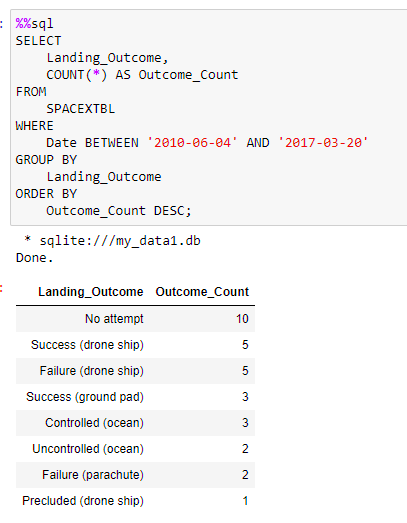 : %%sql
SELECT
Landing_Outcome,
COUNT(*) AS Outcome_Count
FROM
SPACEXTBL
WHERE
Date BETWEEN '2010-06-04' AND '2017-03-20'
GROUP BY
Landing_Outcome
ORDER BY
Outcome_Count DESC;
* sqlite:///my_data1.db
Done.
: Landing_Outcome Outcome_Count
No attempt 10
Success (drone ship) 5
Failure (drone ship) 5
Success (ground pad) 3
Controlled (ocean) 3
Uncontrolled (ocean) 2
Failure (parachute) 2
Precluded (drone ship) 1